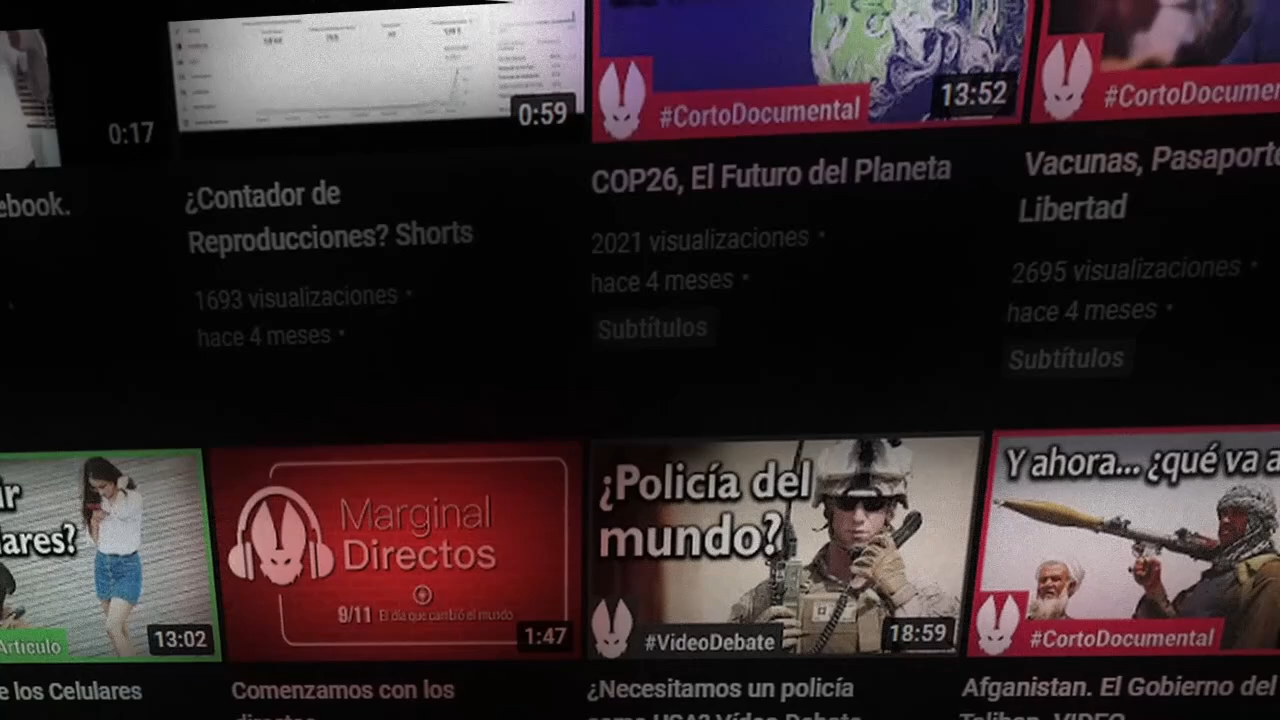 0:17
0:59
#CortoDocumental
13:52
#CortoDocumen
ebook.
¿Contador de
Reproducciones? Shorts
1693 visualizaciones •
hace 4 meses •
COP26, El Futuro del Planeta
2021 visualizaciones •
hace 4 meses •
Subtítulos
Vacunas, Pasaport
Libertad
2695 visualizaciones •
hace 4 meses •
Subtítulos
ir
lares?
Artículo
13:02
Marginal
Directos
9/11 El día que cambió el mundo
1:47
¿Policía del
mundo?
#VideoDebate
18:59
Y ahora... ¿qué va a
#CortoDocumental
e los Celulares
Comenzamos con los
¿Necesitamos un policía
Afganistan. El Gobierno del